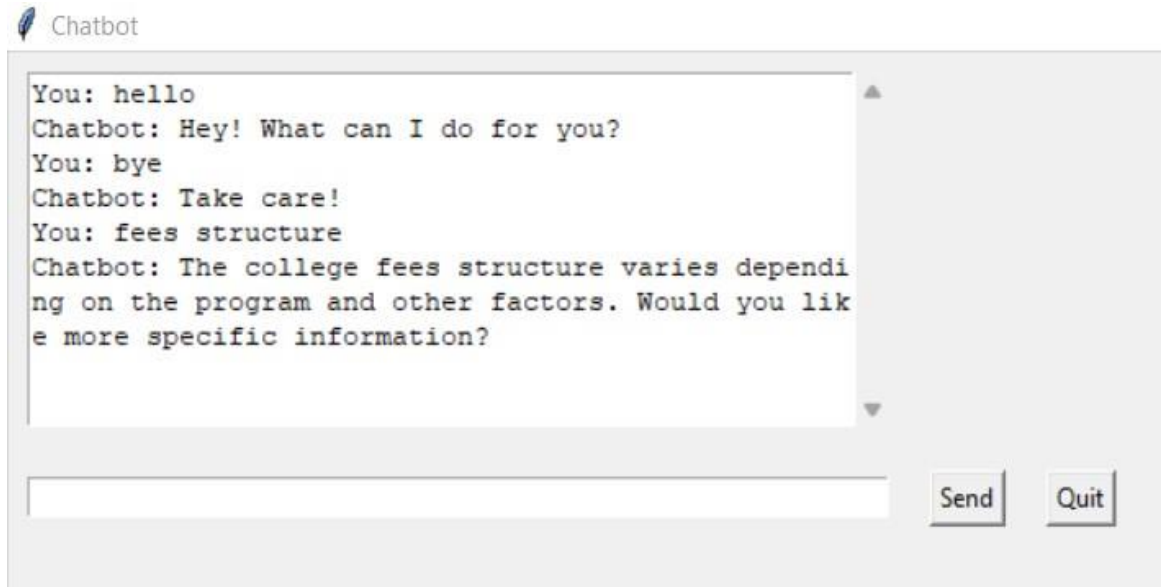 Chatbot
You: hello
Chatbot: Hey! What can I do for you?
You: bye
Chatbot: Take care!
You: fees structure
Chatbot: The college fees structure varies dependi
ng on the program and other factors. Would you lik
e more specific information?
Send Quit